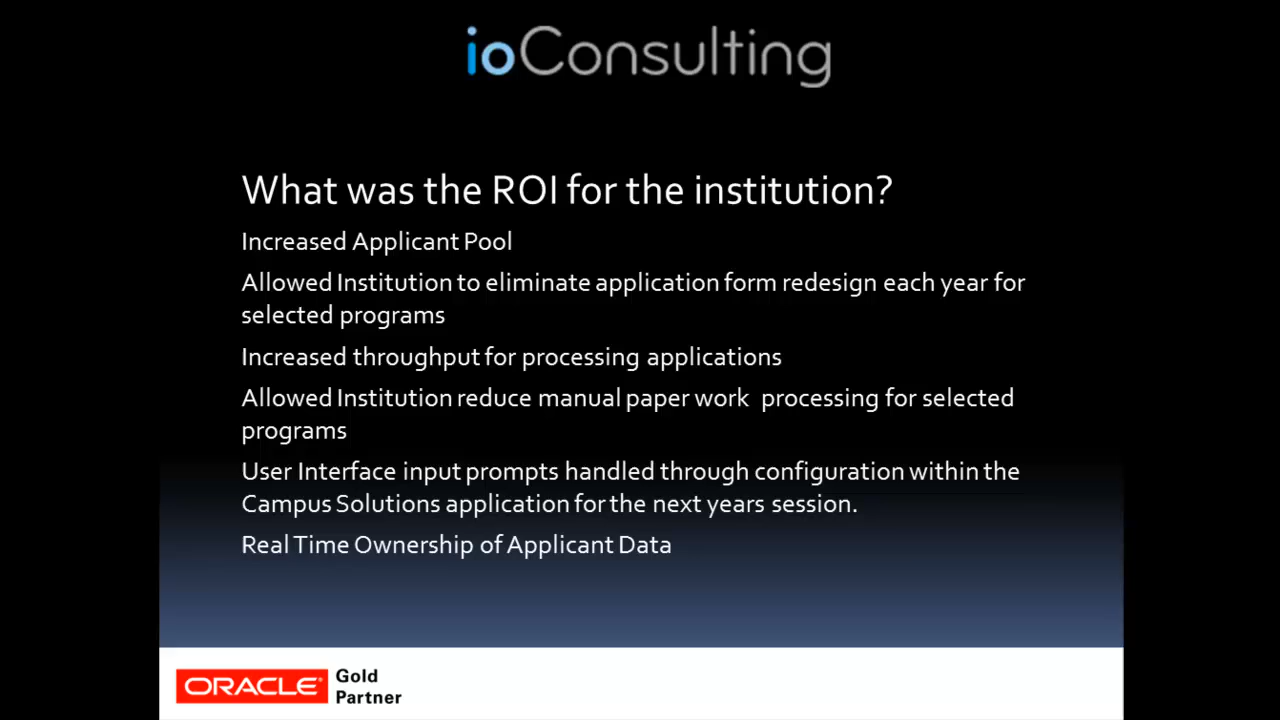 ioConsulting
What was the ROI for the institution?
Increased Applicant Pool
Allowed Institution to eliminate application form redesign each year for
selected programs
Increased throughput for processing applications
Allowed Institution reduce manual paper work  processing for selected
programs
User Interface input prompts handled through configuration within the
Campus Solutions application for the next years session.
Real Time Ownership of Applicant Data
ORACLE® Gold
Partner